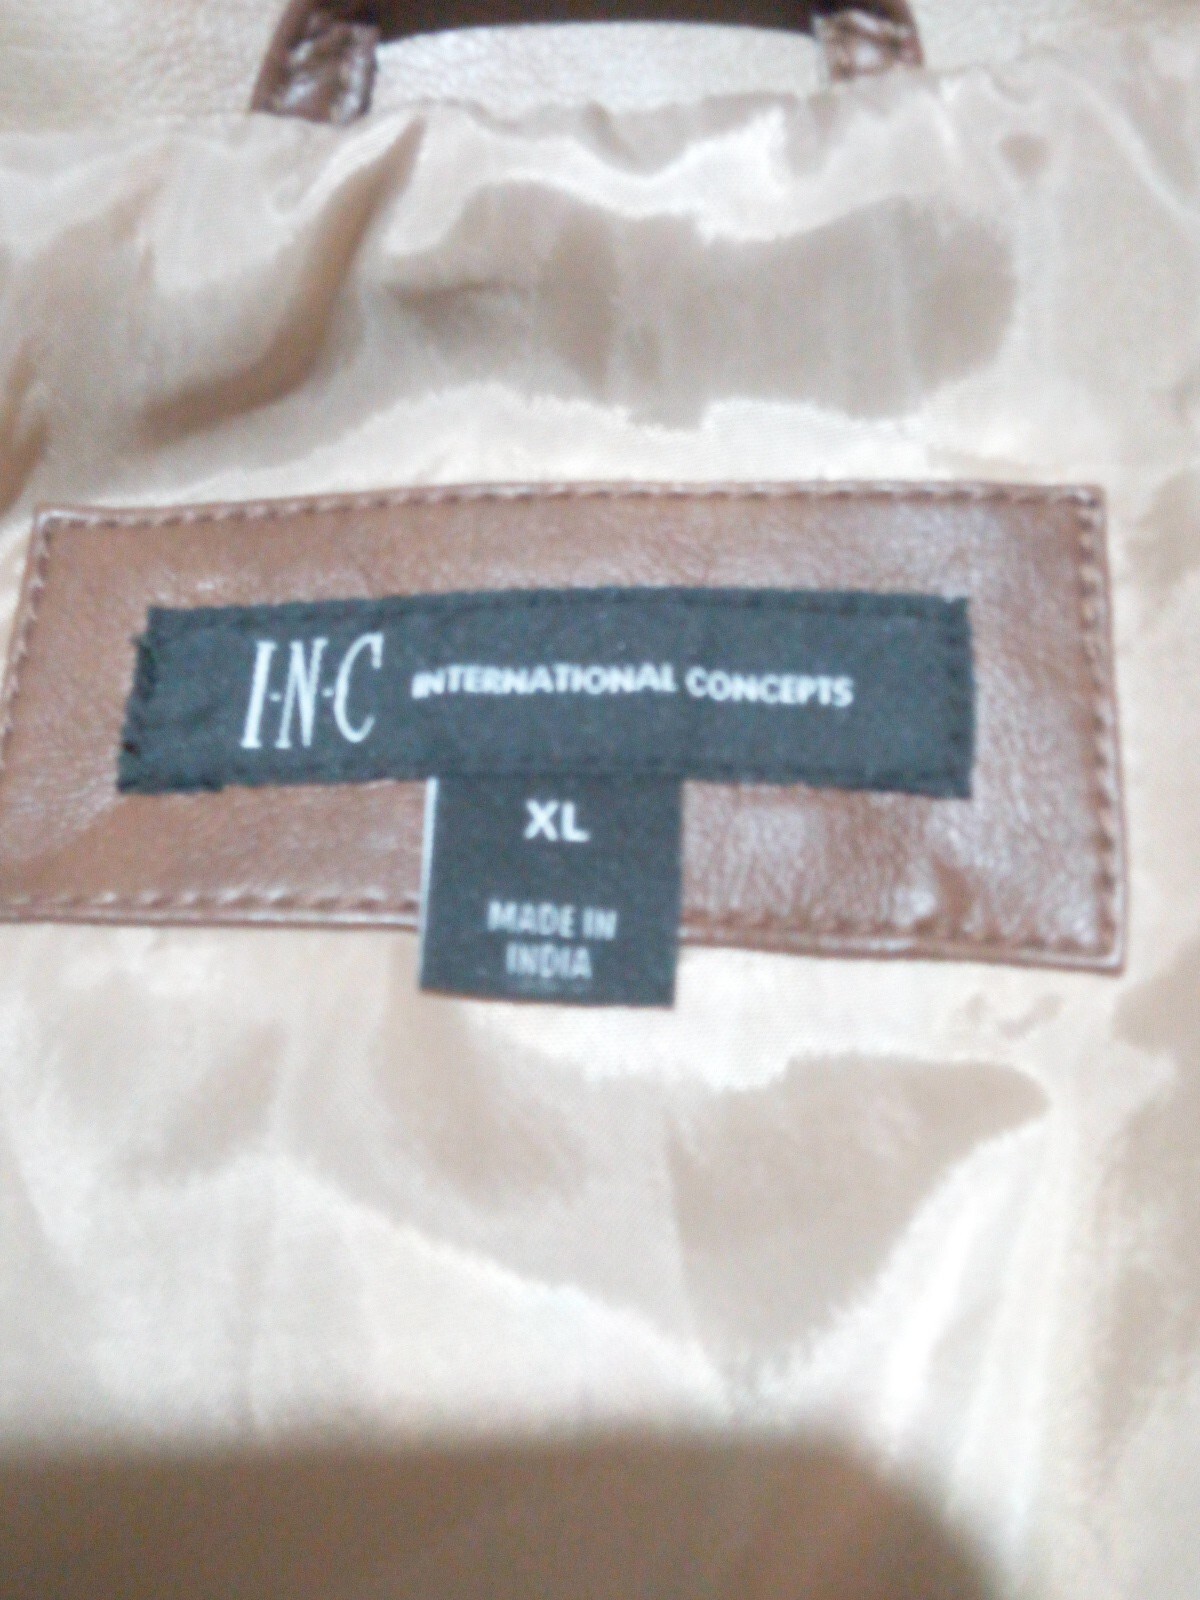 I·N·C INTERNATIONAL CONCEPTS
XL
MADE IN
INDIA